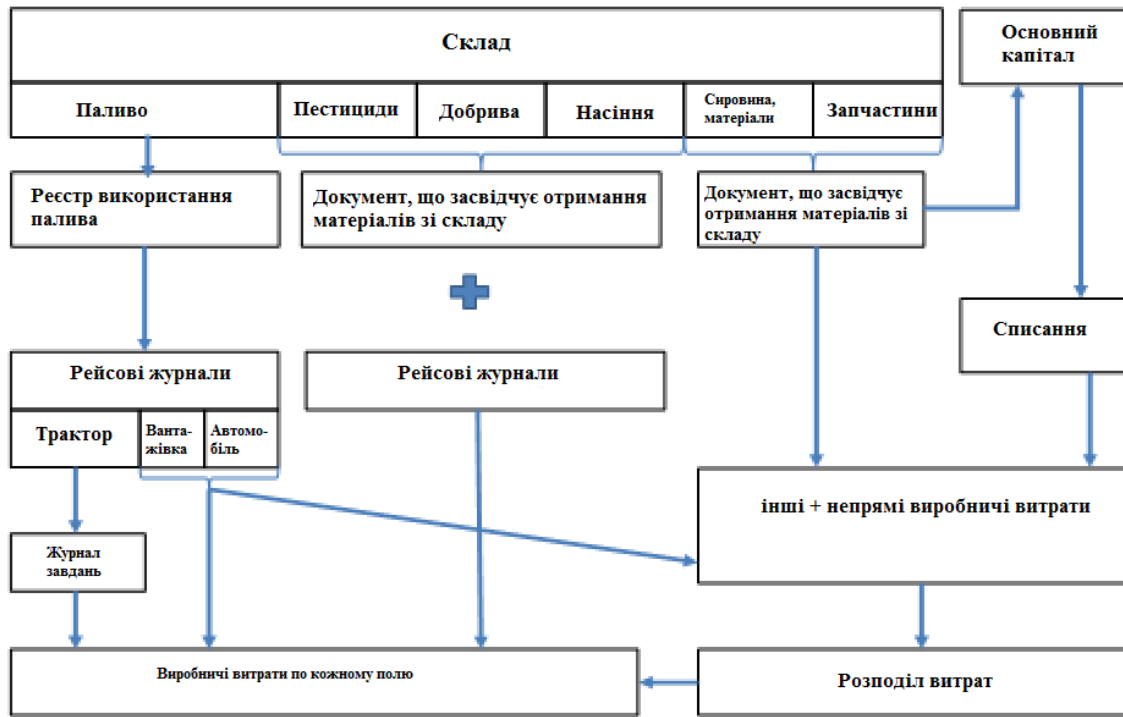 Склад
Основний
капітал
Паливо
Пестициди
Добрива
Насіння
Сировина,
матеріали
Запчастини
Реєстр використання
палива
Документ, що засвідчує отримання
матеріалів зі складу
Документ, що засвідчує
отримання матеріалів зі
складу
Списання
Рейсові журнали
Рейсові журнали
Трактор
Ванта-
жівка
Автомо-
біль
інші + непрямі виробничі витрати
Журнал
завдань
Виробничі витрати по кожному полю
Розподіл витрат